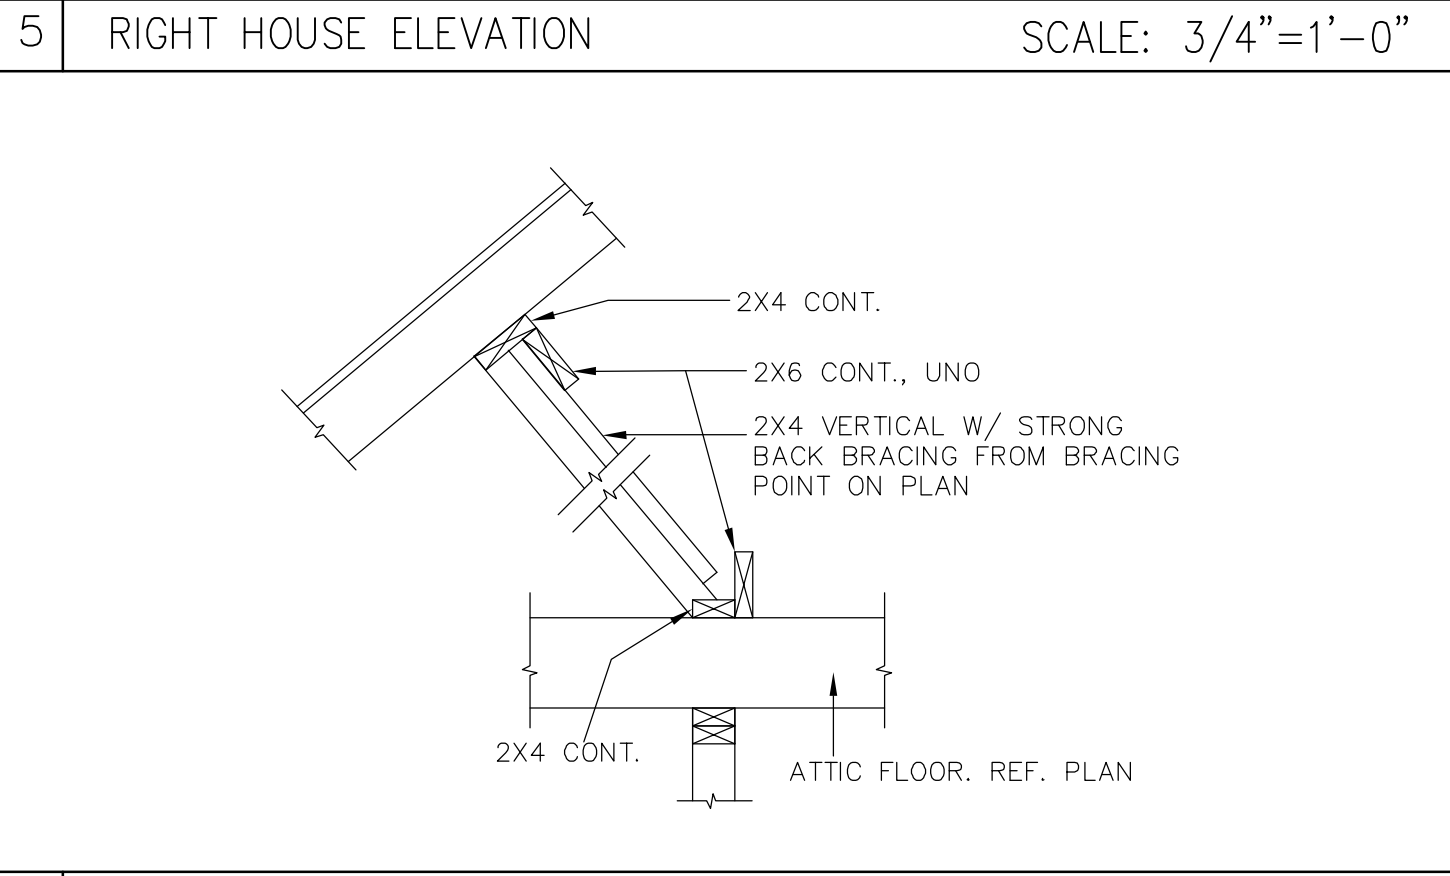 5 RIGHT HOUSE ELEVATION SCALE: 3/4"=1'-0"
2X4 CONT.
2X6 CONT., UNO
2X4 VERTICAL W/ STRONG
BACK BRACING FROM BRACING
POINT ON PLAN
2X4 CONT.
ATTIC FLOOR. REF. PLAN